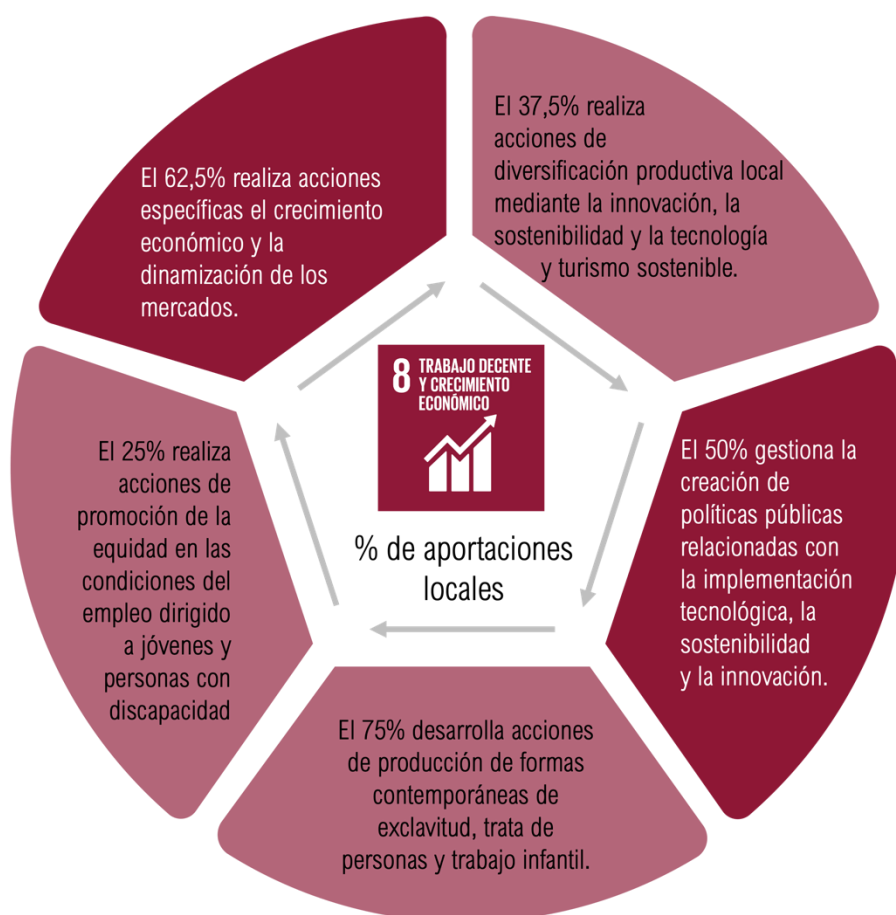 El 62,5% realiza acciones
específicas el crecimiento
económico y la
dinamización de los
mercados.
El 37,5% realiza
acciones de
diversificación productiva local
mediante la innovación, la
sostenibilidad y la tecnología
y turismo sostenible.
El 50% gestiona la
creación de
políticas públicas
relacionadas con
la implementación
tecnológica, la
sostenibilidad
y la innovación.
El 75% desarrolla acciones
de producción de formas
contemporáneas de
exclavitud, trata de
personas y trabajo infantil.
El 25% realiza
acciones de
promoción de la
equidad en las
condiciones del
empleo dirigido
a jóvenes y
personas con
discapacidad
8 TRABAJO DECENTE
Y CRECIMIENTO
ECONÓMICO
% de aportaciones
locales